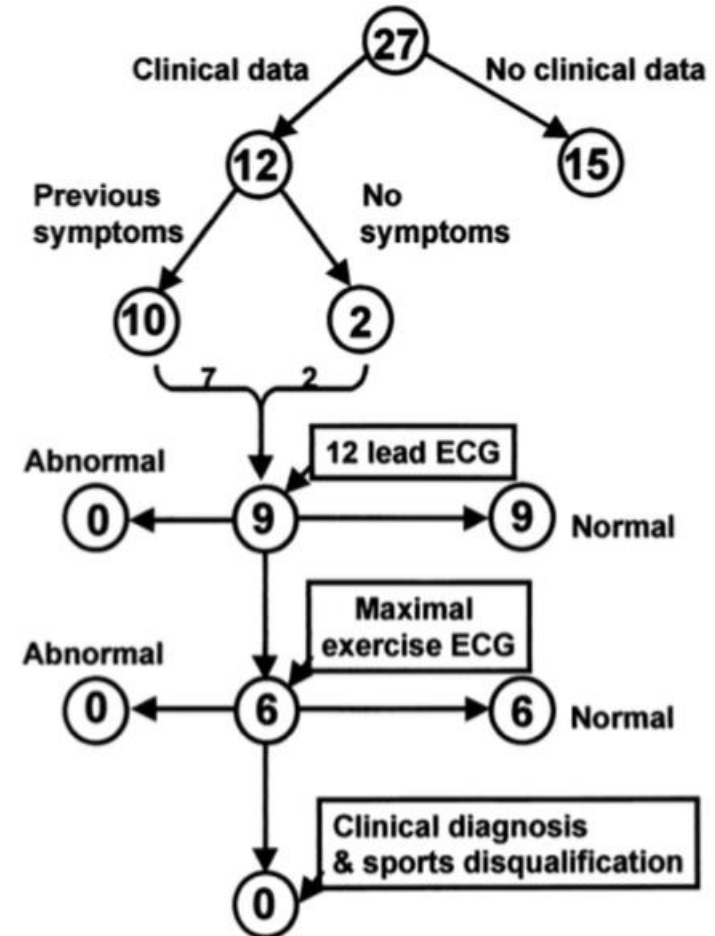 27
Clinical data
No clinical data
12
15
Previous
symptoms
No
symptoms
10
2
7
2
12 lead ECG
Abnormal
0
9
9
Normal
Maximal
exercise ECG
Abnormal
0
6
6
Normal
Clinical diagnosis
& sports disqualification
0